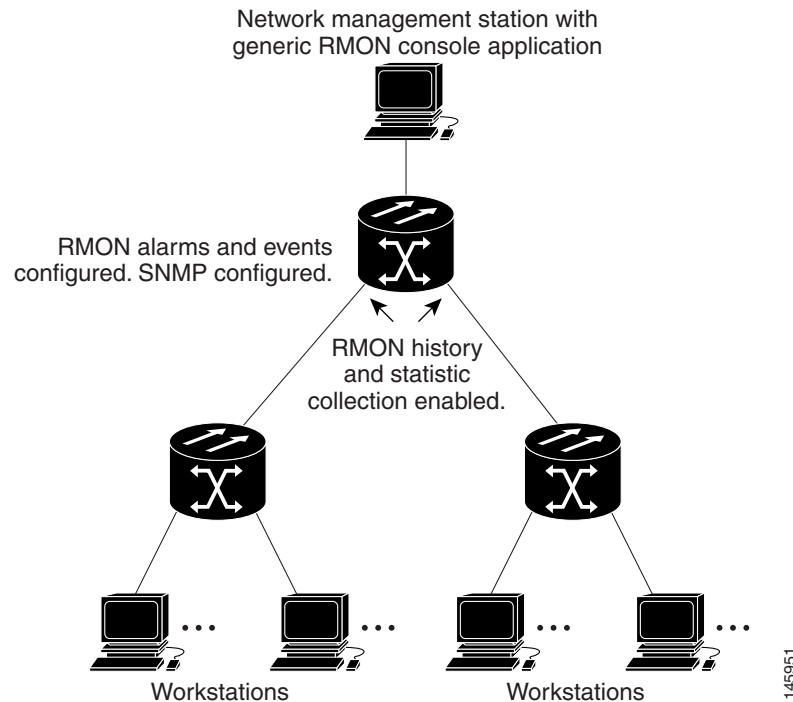 Network management station with
generic RMON console application
RMON alarms and events
configured. SNMP configured.
RMON history
and statistic
collection enabled.
Workstations
Workstations
145951